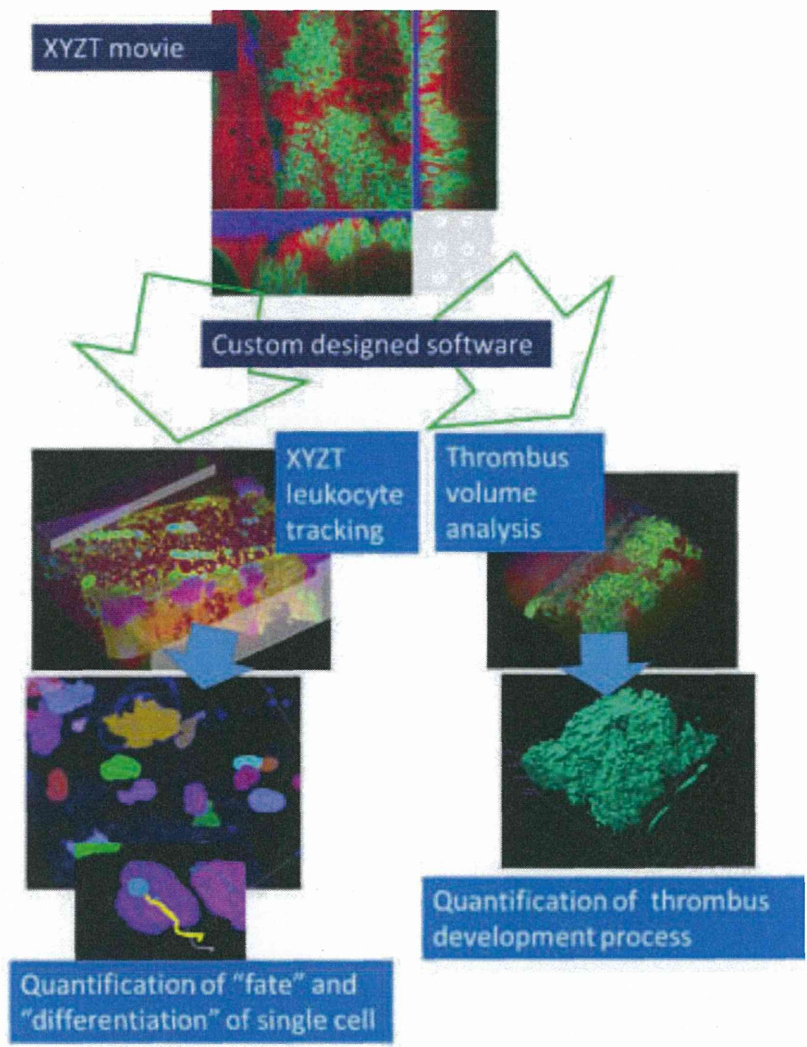 XYZT movie
Custom designed software
XYZT
leukocyte
tracking
Thrombus
volume
analysis
Quantification of thrombus
development process
Quantification of “fate” and
“differentiation” of single cell